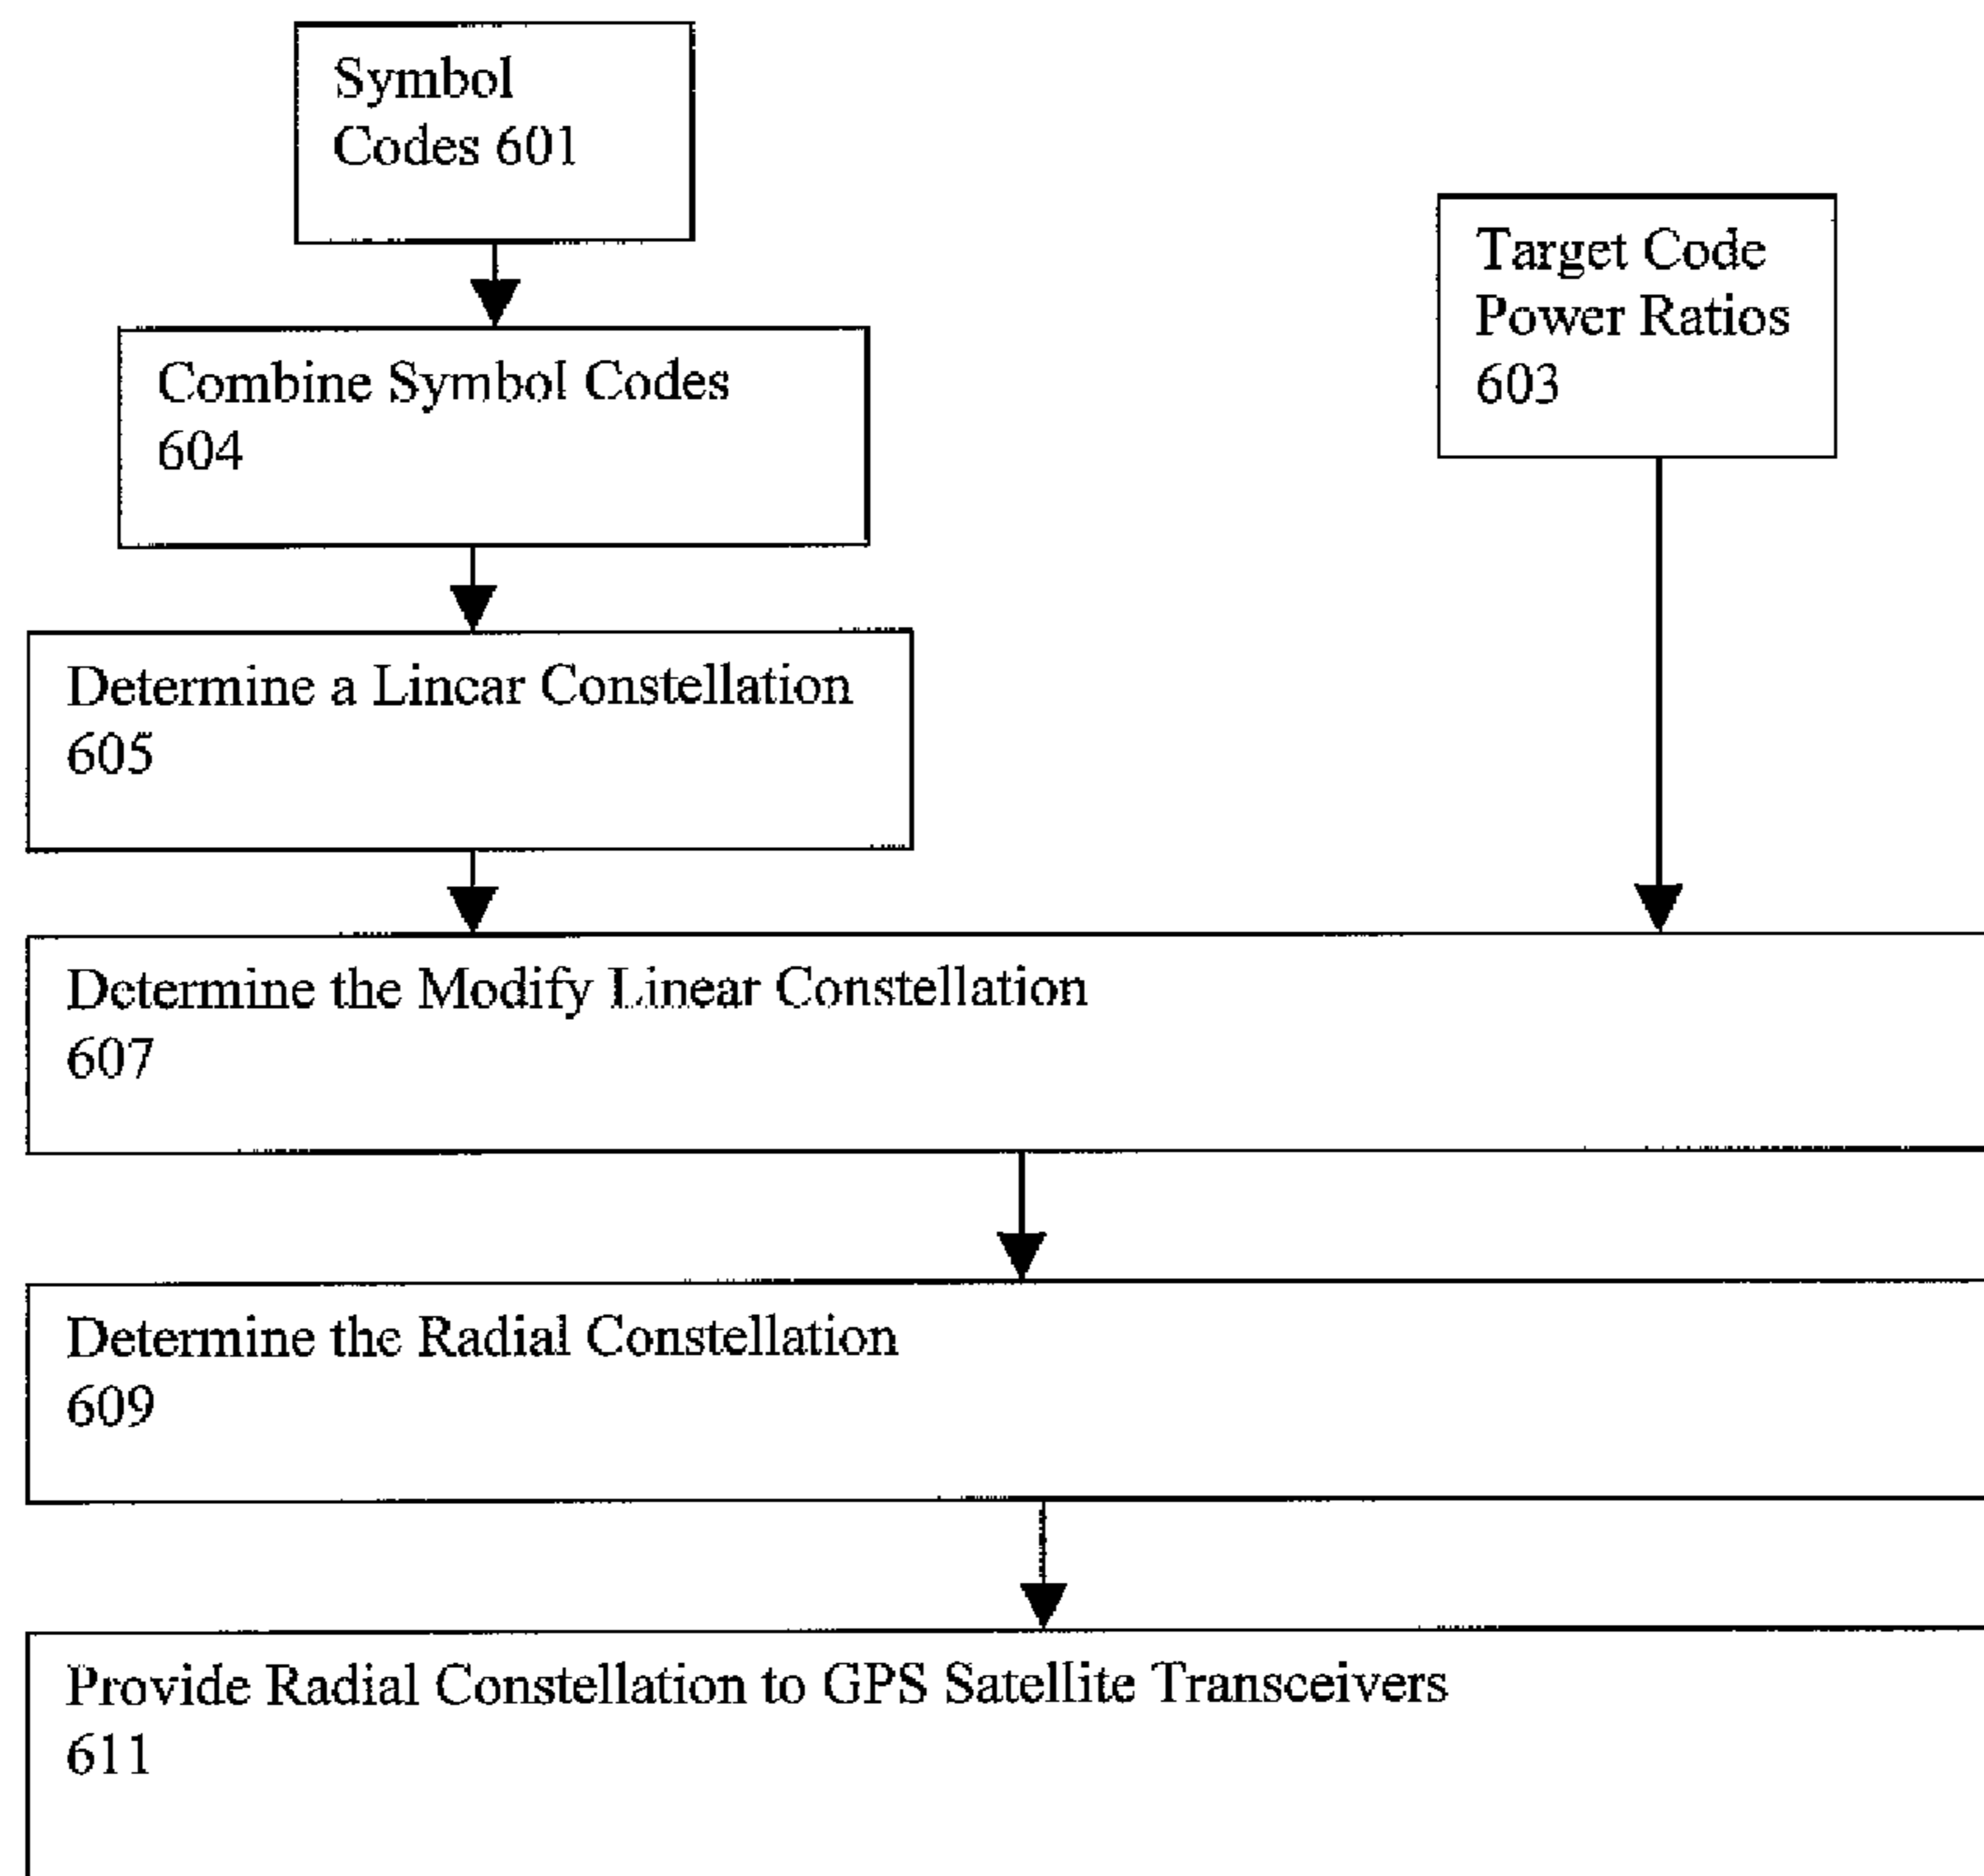 Symbol
Codes 601
Target Code
Power Ratios
603
Combine Symbol Codes
604
Determine a Linear Constellation
605
Determine the Modify Linear Constellation
607
Determine the Radial Constellation
609
Provide Radial Constellation to GPS Satellite Transceivers
611